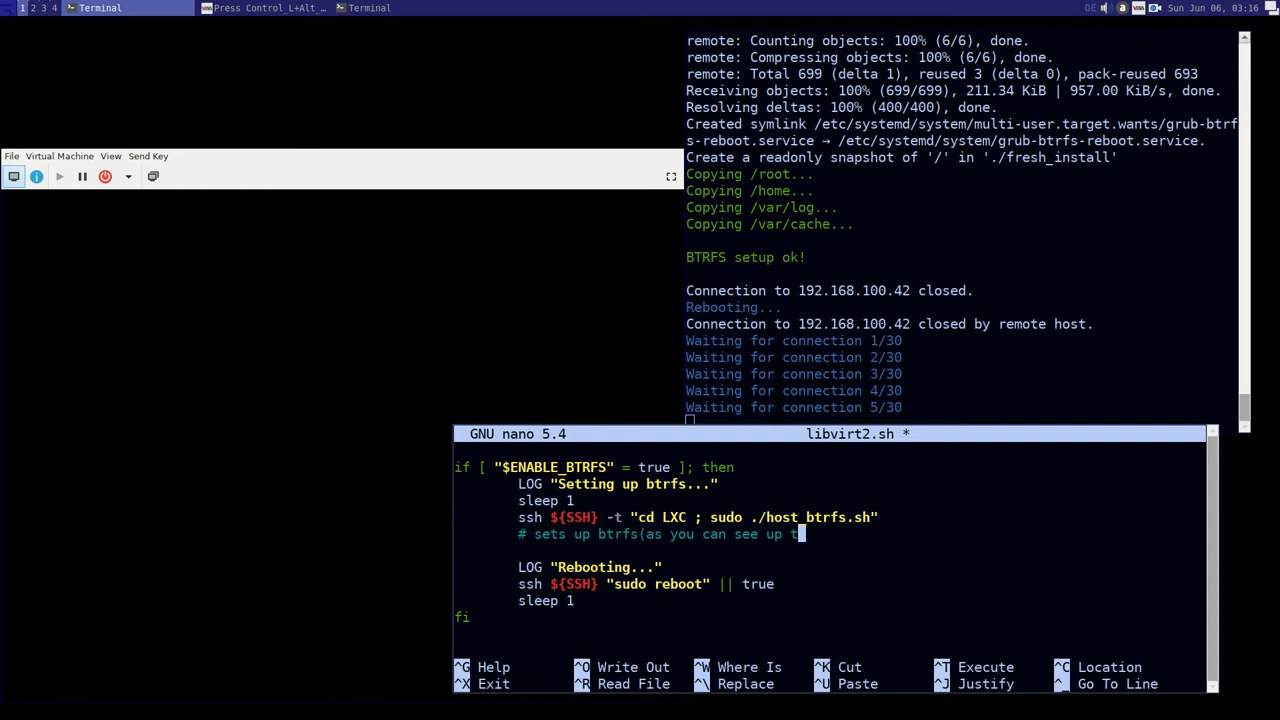 1 2 3 4 Terminal Press Control_L+Alt_... Terminal DE a Sun Jun 06, 03:16
File Virtual Machine View Send Key
remote: Counting objects: 100% (6/6), done.
remote: Compressing objects: 100% (6/6), done.
remote: Total 699 (delta 1), reused 3 (delta 0), pack-reused 693
Receiving objects: 100% (699/699), 211.34 KiB | 957.00 KiB/s, done.
Resolving deltas: 100% (400/400), done.
Created symlink /etc/systemd/system/multi-user.target.wants/grub-btrf
s-reboot.service → /etc/systemd/system/grub-btrfs-reboot.service.
Create a readonly snapshot of '/' in './fresh_install'
Copying /root...
Copying /home...
Copying /var/log...
Copying /var/cache...
BTRFS setup ok!
Connection to 192.168.100.42 closed.
Rebooting...
Connection to 192.168.100.42 closed by remote host.
Waiting for connection 1/30
Waiting for connection 2/30
Waiting for connection 3/30
Waiting for connection 4/30
Waiting for connection 5/30
GNU nano 5.4 libvirt2.sh *
if [ "$ENABLE_BTRFS" = true ]; then
LOG "Setting up btrfs..."
sleep 1
ssh ${SSH} -t "cd LXC ; sudo ./host_btrfs.sh"
# sets up btrfs(as you can see up t
LOG "Rebooting..."
ssh ${SSH} "sudo reboot" || true
sleep 1
fi
^G Help ^O Write Out ^W Where Is ^K Cut ^T Execute ^C Location
^X Exit ^R Read File ^\ Replace ^U Paste ^J Justify ^_ Go To Line